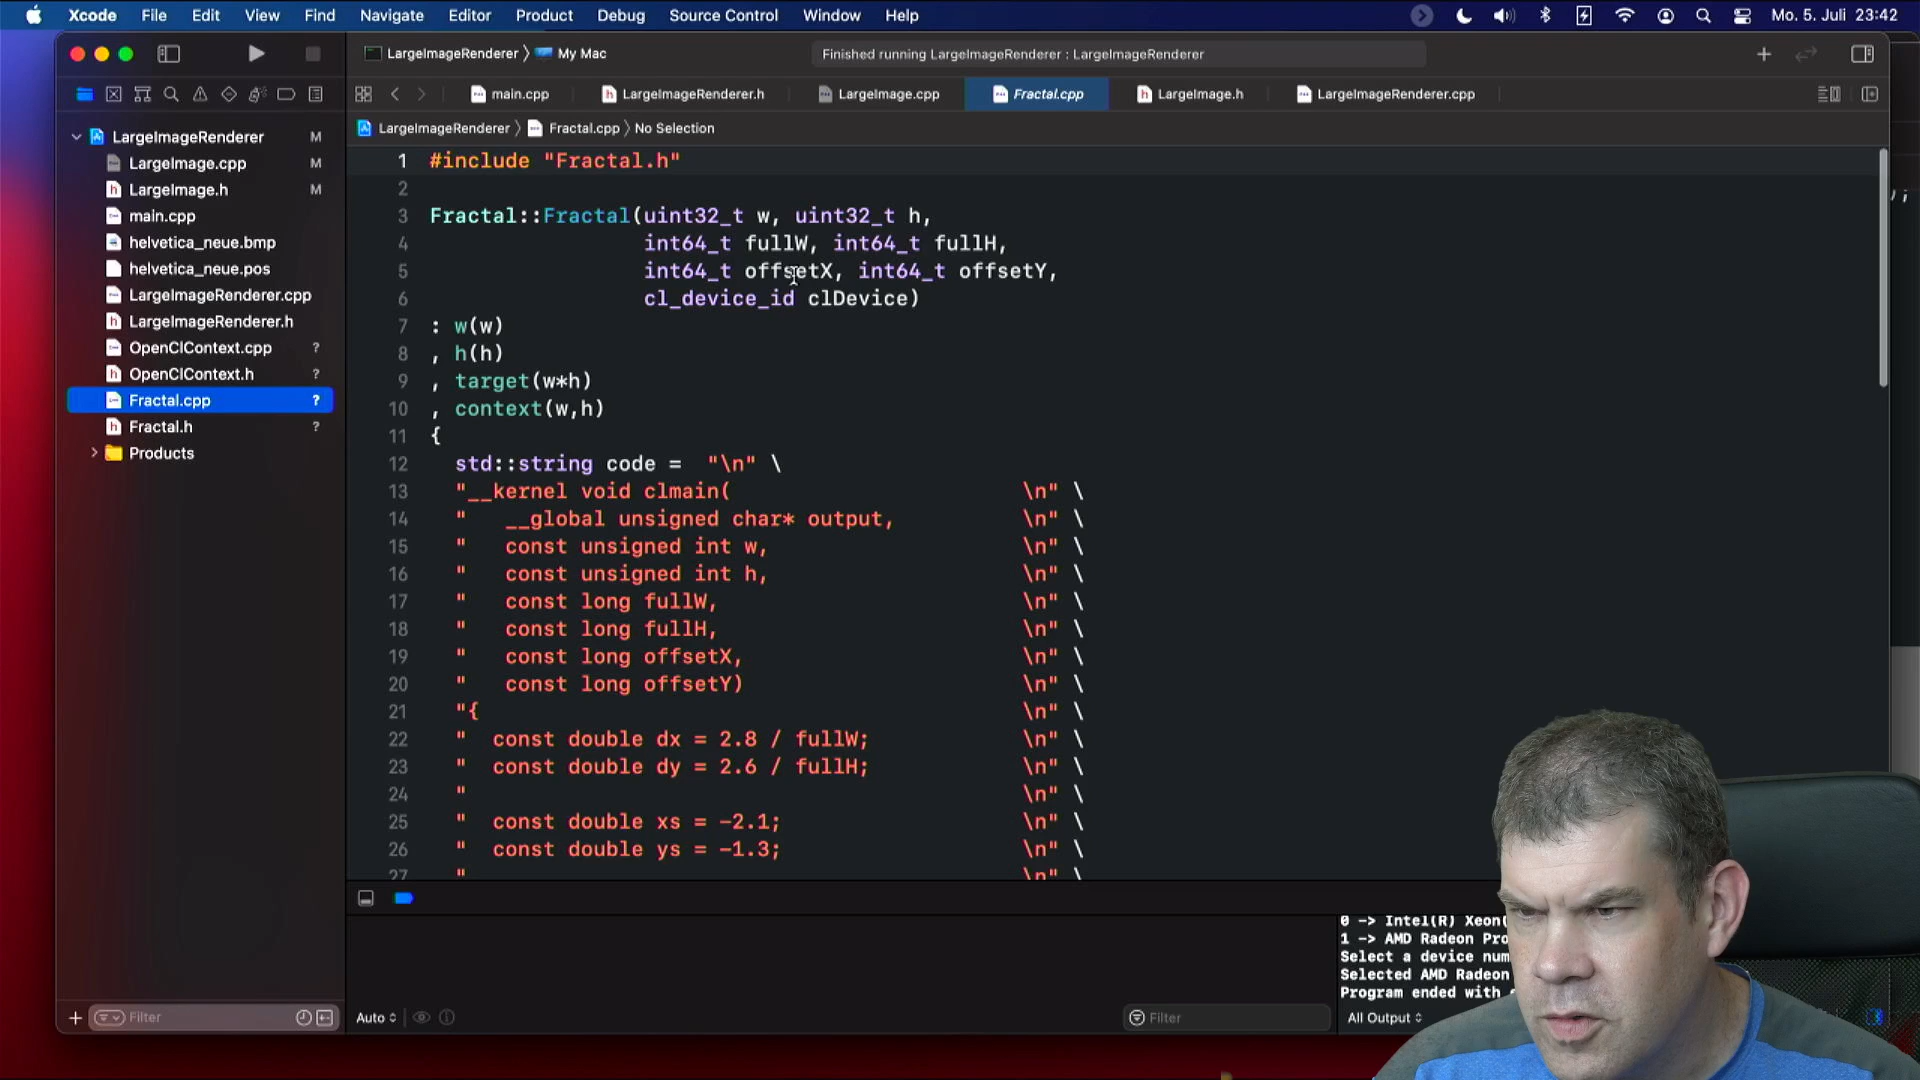 Xcode File Edit View Find Navigate Editor Product Debug Source Control Window Help Mo. 5. Juli 23:42
LargeImageRenderer 〉 My Mac
Finished running LargeImageRenderer : LargeImageRenderer
main.cpp LargeImageRenderer.h LargeImage.cpp Fractal.cpp LargeImage.h LargeImageRenderer.cpp
LargeImageRenderer 〉 Fractal.cpp 〉 No Selection
LargeImageRenderer M
LargeImage.cpp M
LargeImage.h M
main.cpp
helvetica_neue.bmp
helvetica_neue.pos
LargeImageRenderer.cpp
LargeImageRenderer.h
OpenClContext.cpp ?
OpenClContext.h ?
Fractal.cpp ?
Fractal.h ?
Products
Filter
1 #include "Fractal.h"
2
3 Fractal::Fractal(uint32_t w, uint32_t h,
4 int64_t fullW, int64_t fullH,
5 int64_t offsetX, int64_t offsetY,
6 cl_device_id clDevice)
7 : w(w)
8 , h(h)
9 , target(w*h)
10 , context(w,h)
11 {
12 std::string code = "\n" \
13 "__kernel void clmain( \n" \
14 " __global unsigned char* output, \n" \
15 " const unsigned int w, \n" \
16 " const unsigned int h, \n" \
17 " const long fullW, \n" \
18 " const long fullH, \n" \
19 " const long offsetX, \n" \
20 " const long offsetY) \n" \
21 "{ \n" \
22 " const double dx = 2.8 / fullW; \n" \
23 " const double dy = 2.6 / fullH; \n" \
24 " \n" \
25 " const double xs = -2.1; \n" \
26 " const double ys = -1.3; \n" \
27 " \n" \
0 -> Intel(R) Xeon(
1 -> AMD Radeon Pro
Select a device num
Selected AMD Radeon
Program ended with
Auto
Filter
All Output